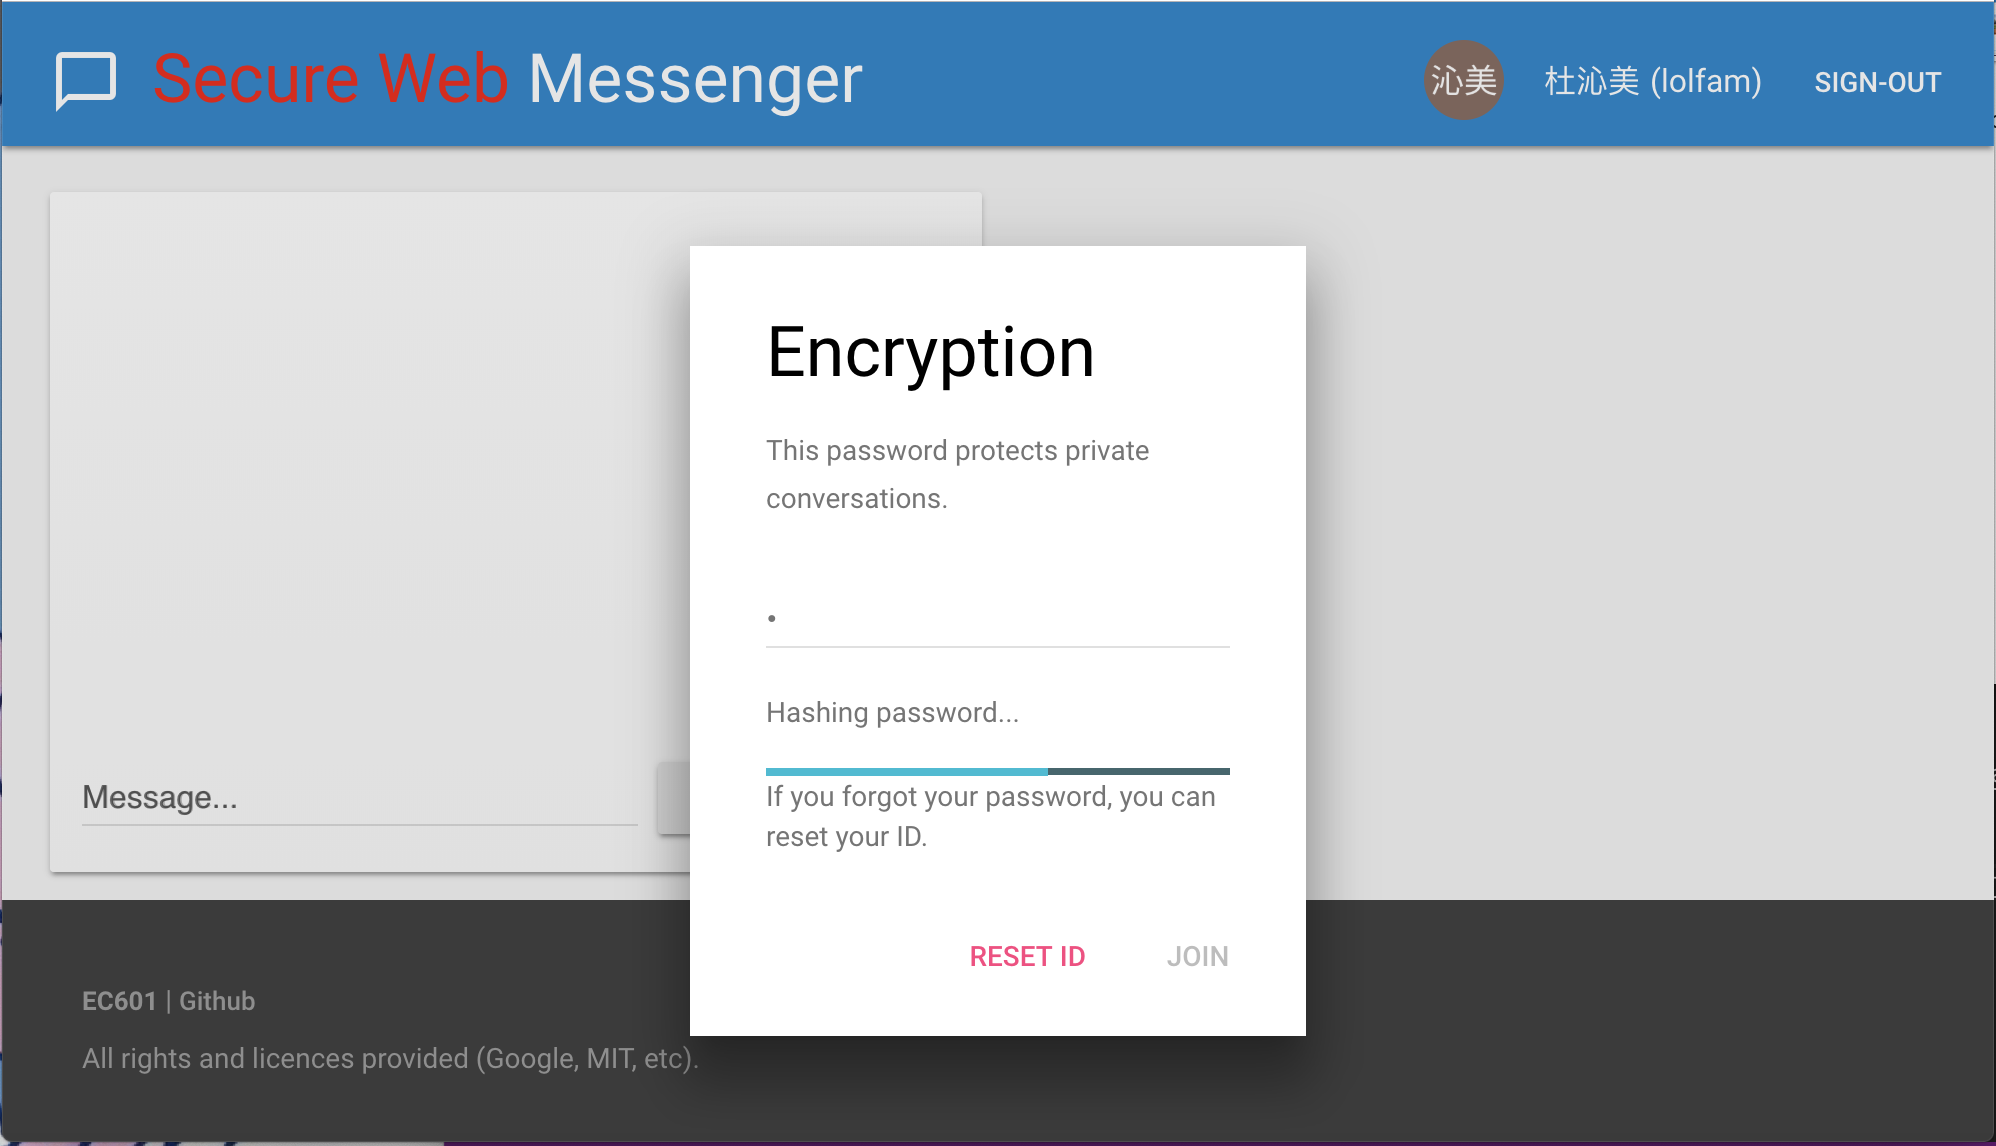 Secure Web Messenger
沁美
杜沁美 (lolfam)
SIGN-OUT
Encryption
This password protects private
conversations.
•
Hashing password...
If you forgot your password, you can
reset your ID.
RESET ID
JOIN
Message...
EC601 | Github
All rights and licences provided (Google, MIT, etc).